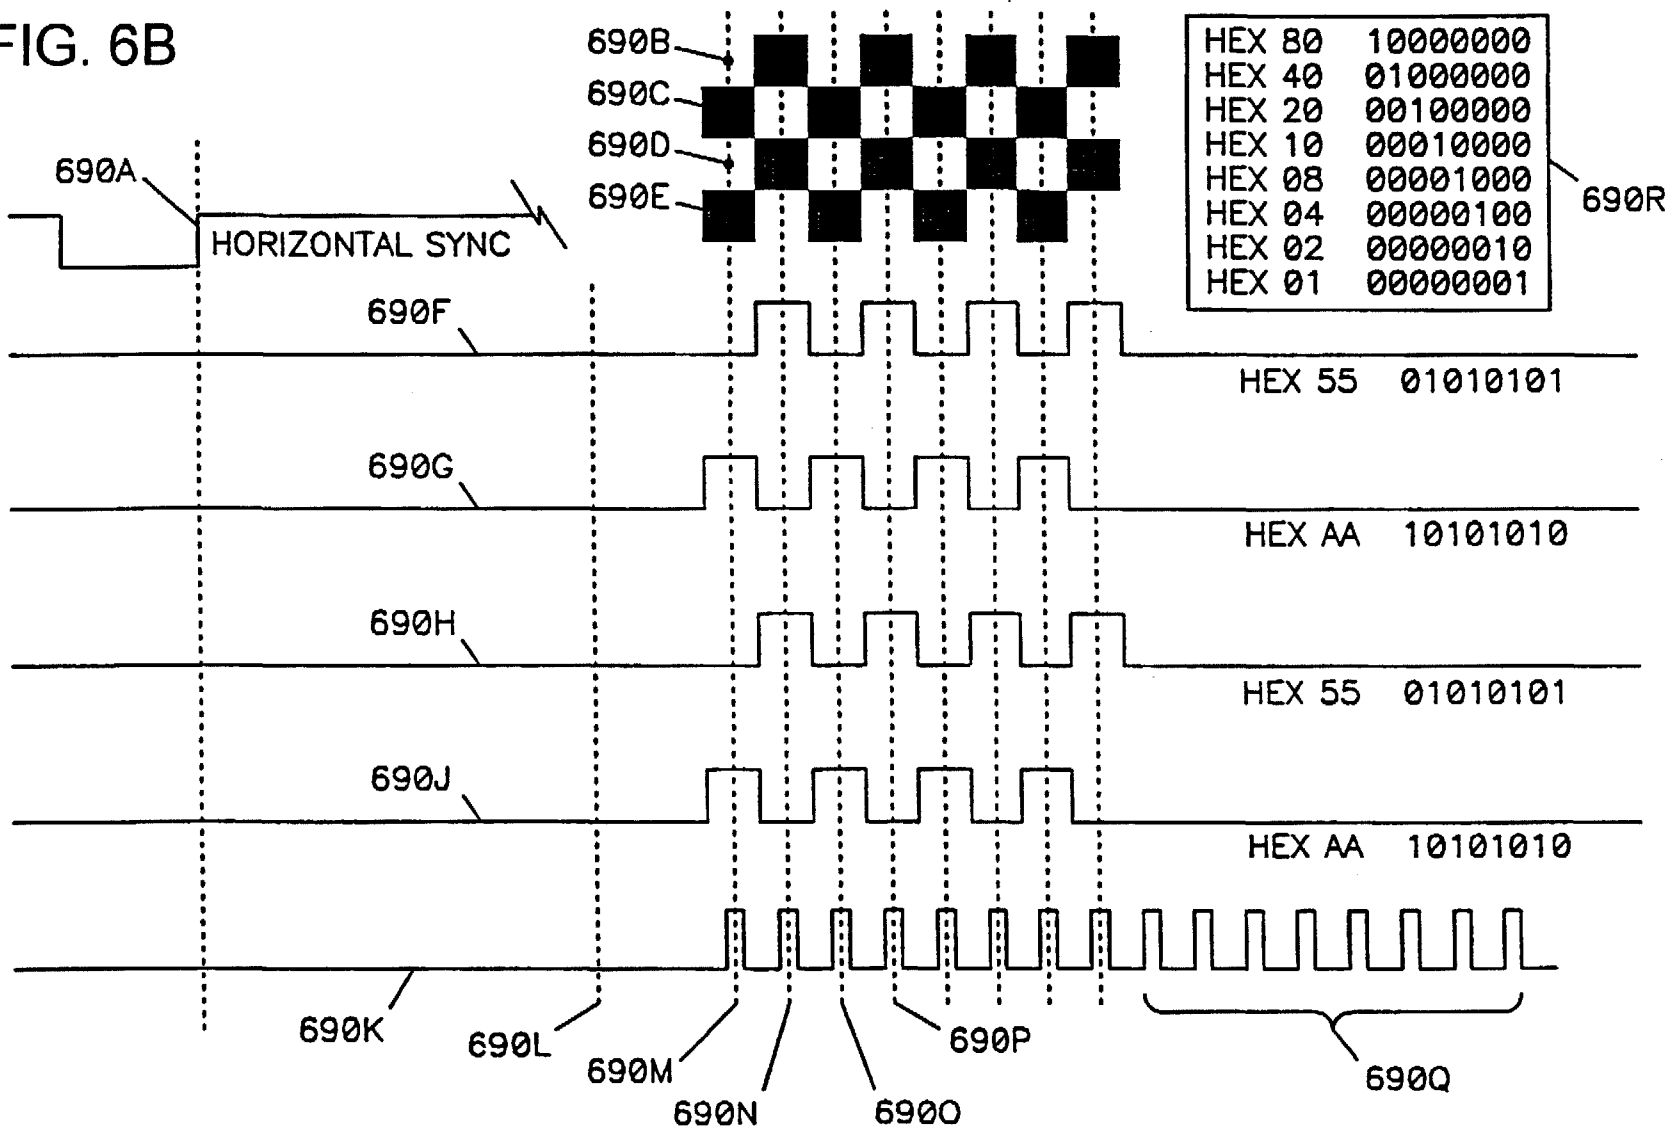 FIG. 6B
690B
690C
690D
690E
HEX 80 10000000
HEX 40 01000000
HEX 20 00100000
HEX 10 00010000
HEX 08 00001000
HEX 04 00000100
HEX 02 00000010
HEX 01 00000001
690R
690A
HORIZONTAL SYNC
690F
HEX 55 01010101
690G
HEX AA 10101010
690H
HEX 55 01010101
690J
HEX AA 10101010
690K
690L
690M
690N
690O
690P
690Q